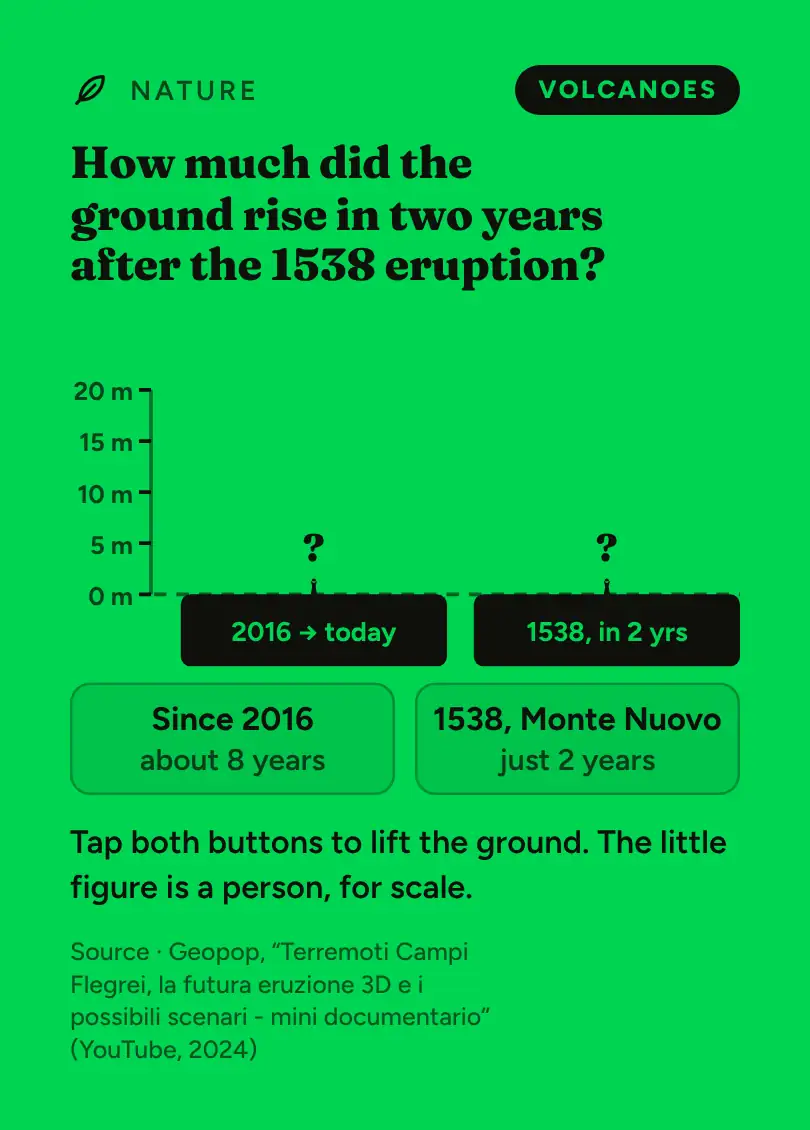 NATURE
VOLCANOES
How much did the
ground rise in two years
after the 1538 eruption?
20 m
15 m
10 m
5 m
0 m
?
?
2016 → today
1538, in 2 yrs
Since 2016
about 8 years
1538, Monte Nuovo
just 2 years
Tap both buttons to lift the ground. The little
figure is a person, for scale.
Source · Geopop, “Terremoti Campi
Flegrei, la futura eruzione 3D e i
possibili scenari - mini documentario”
(YouTube, 2024)